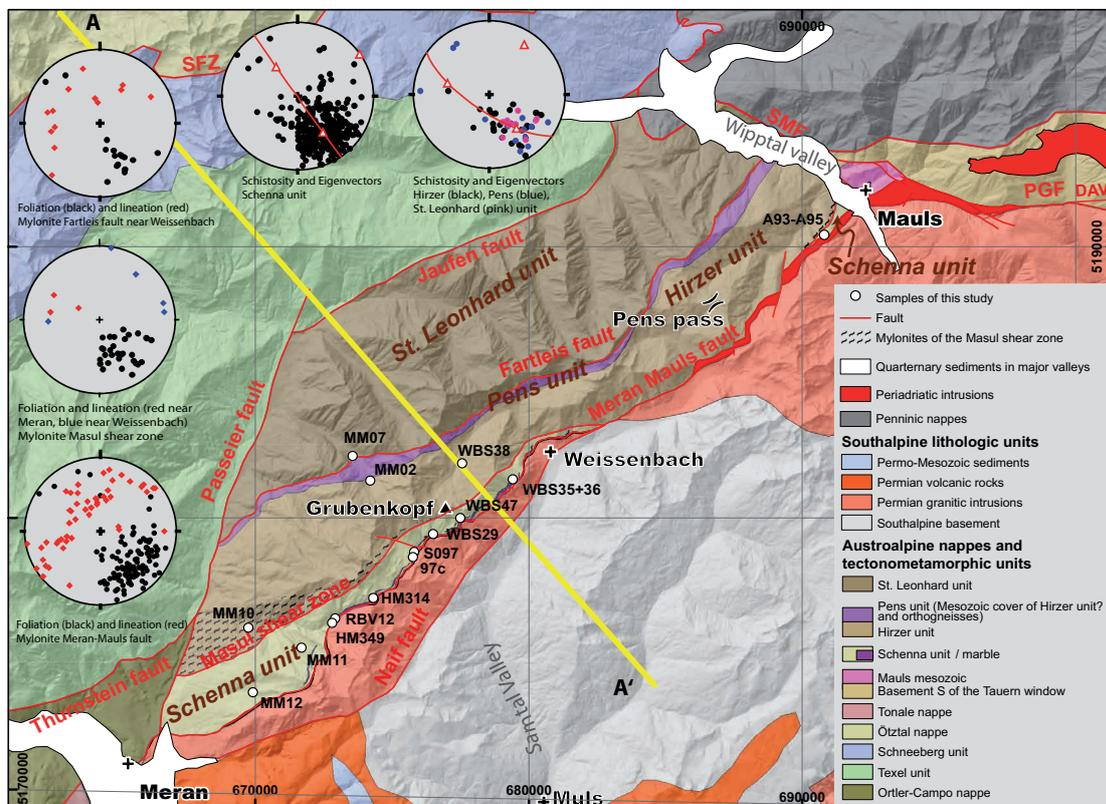 A
690000
SFZ
SMF
Wipptal valley
PGF DAV
Foliation (black) and lineation (red)
Mylonite Fartleis fault near Weissenbach
Schistosity and Eigenvectors
Schenna unit
Schistosity and Eigenvectors
Hirzer (black), Pens (blue),
St. Leonhard (pink) unit
Mauls
A93-A95
5190000
Schenna unit
Jaufen fault
St. Leonhard unit
Hirzer unit
Pens pass
Fartleis fault
Pens unit
Meran Mauls fault
Passeier fault
Foliation and lineation (red near
Meran, blue near Weissenbach)
Mylonite Masul shear zone
MM07
MM02
WBS38
Weissenbach
WBS35+36
Grubenkopf
WBS47
WBS29
S097
97c
HM314
MM10
RBV12
HM349
Masul shear zone
Naif fault
Foliation (black) and lineation (red)
Mylonite Meran-Mauls fault
Schenna unit
MM11
MM12
Thurnstein fault
Sarntal Valley
A‘
Meran
5170000
670000
680000
Muls
690000
Samples of this study
Fault
Mylonites of the Masul shear zone
Quaternary sediments in major valleys
Periadriatic intrusions
Penninic nappes
Southalpine lithologic units
Permo-Mesozoic sediments
Permian volcanic rocks
Permian granitic intrusions
Southalpine basement
Austroalpine nappes and
tectonometamorphic units
St. Leonhard unit
Pens unit (Mesozoic cover of Hirzer unit?
and orthogneisses)
Hirzer unit
Schenna unit / marble
Mauls mesozoic
Basement S of the Tauern window
Tonale nappe
Ötztal nappe
Schneeberg unit
Texel unit
Ortler-Campo nappe